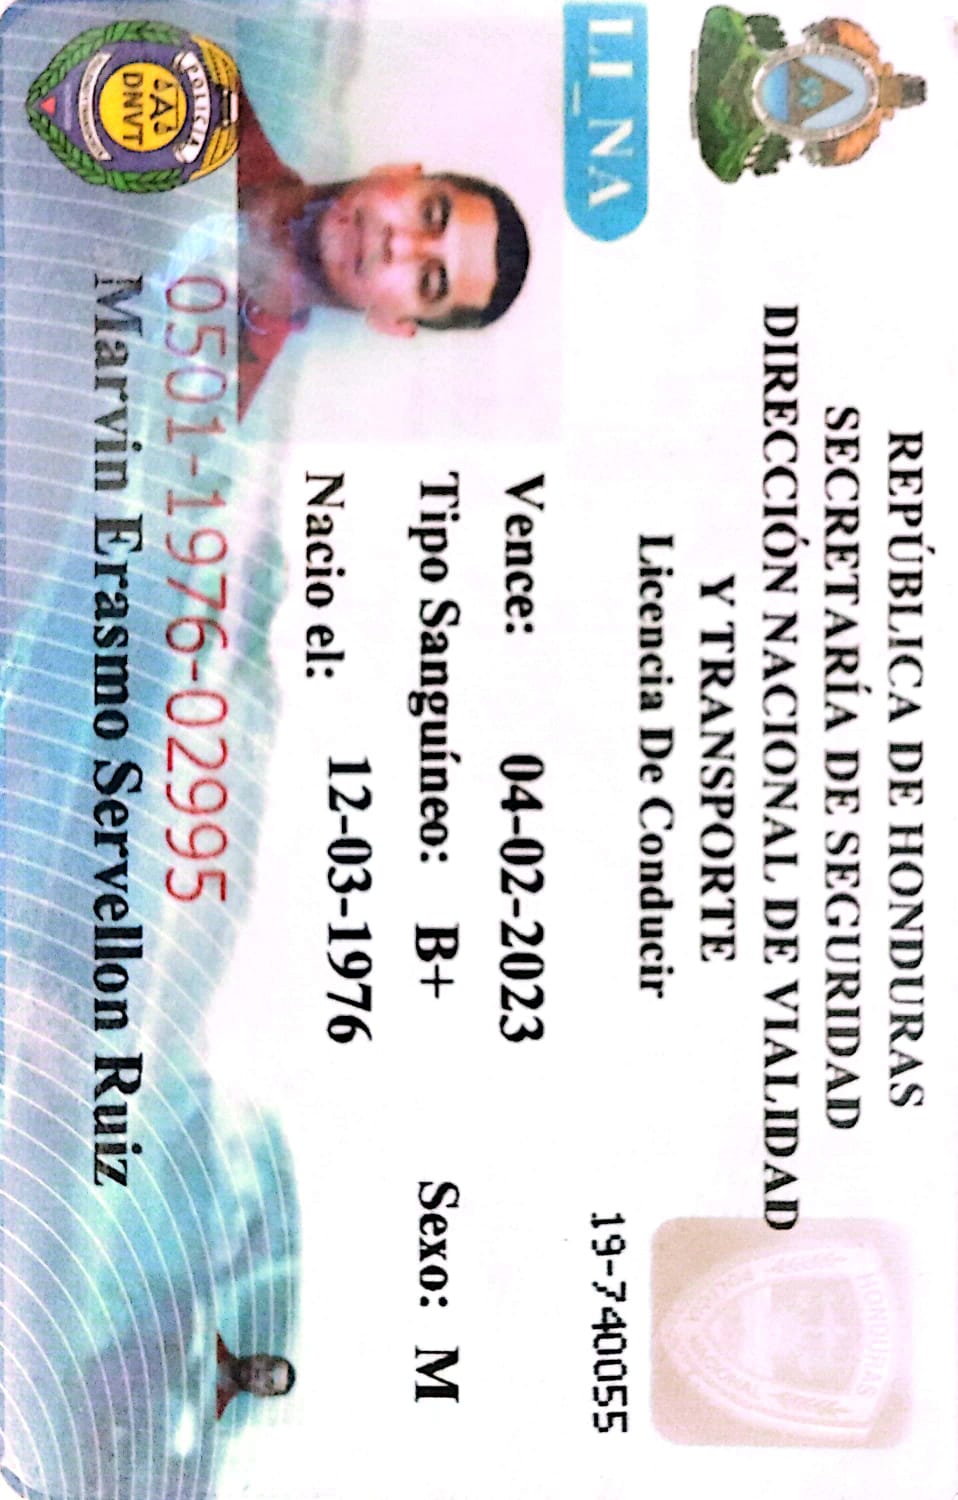 REPÚBLICA DE HONDURAS
SECRETARÍA DE SEGURIDAD
DIRECCIÓN NACIONAL DE VIALIDAD
Y TRANSPORTE
Licencia De Conducir
LI_NA
19-740055
Vence: 04-02-2023
Tipo Sanguíneo: B+ Sexo: M
Nacio el: 12-03-1976
0501-1976-02995
Marvin Erasmo Servellon Ruiz
POLICIA
DNVT
HONDURAS